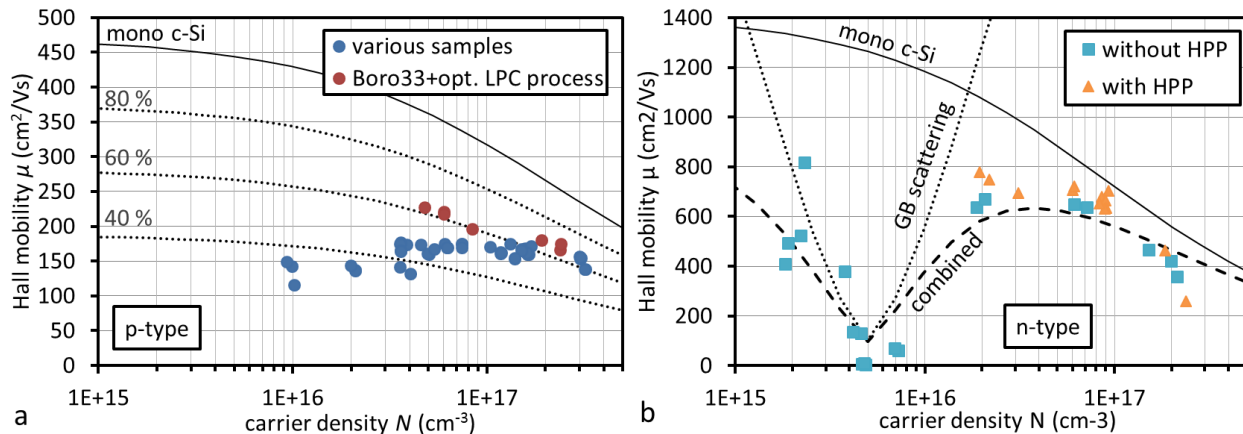 Hall mobility μ (cm²/Vs)
500
450
400
350
300
250
200
150
100
50
0
mono c-Si
80 %
60 %
40 %
various samples
Boro33+opt. LPC process
p-type
1E+15
1E+16
1E+17
carrier density N (cm⁻³)
a
Hall mobility μ (cm2/Vs)
1400
1200
1000
800
600
400
200
0
mono c-Si
GB scattering
combined
without HPP
with HPP
n-type
1E+15
1E+16
1E+17
carrier density N (cm-3)
b